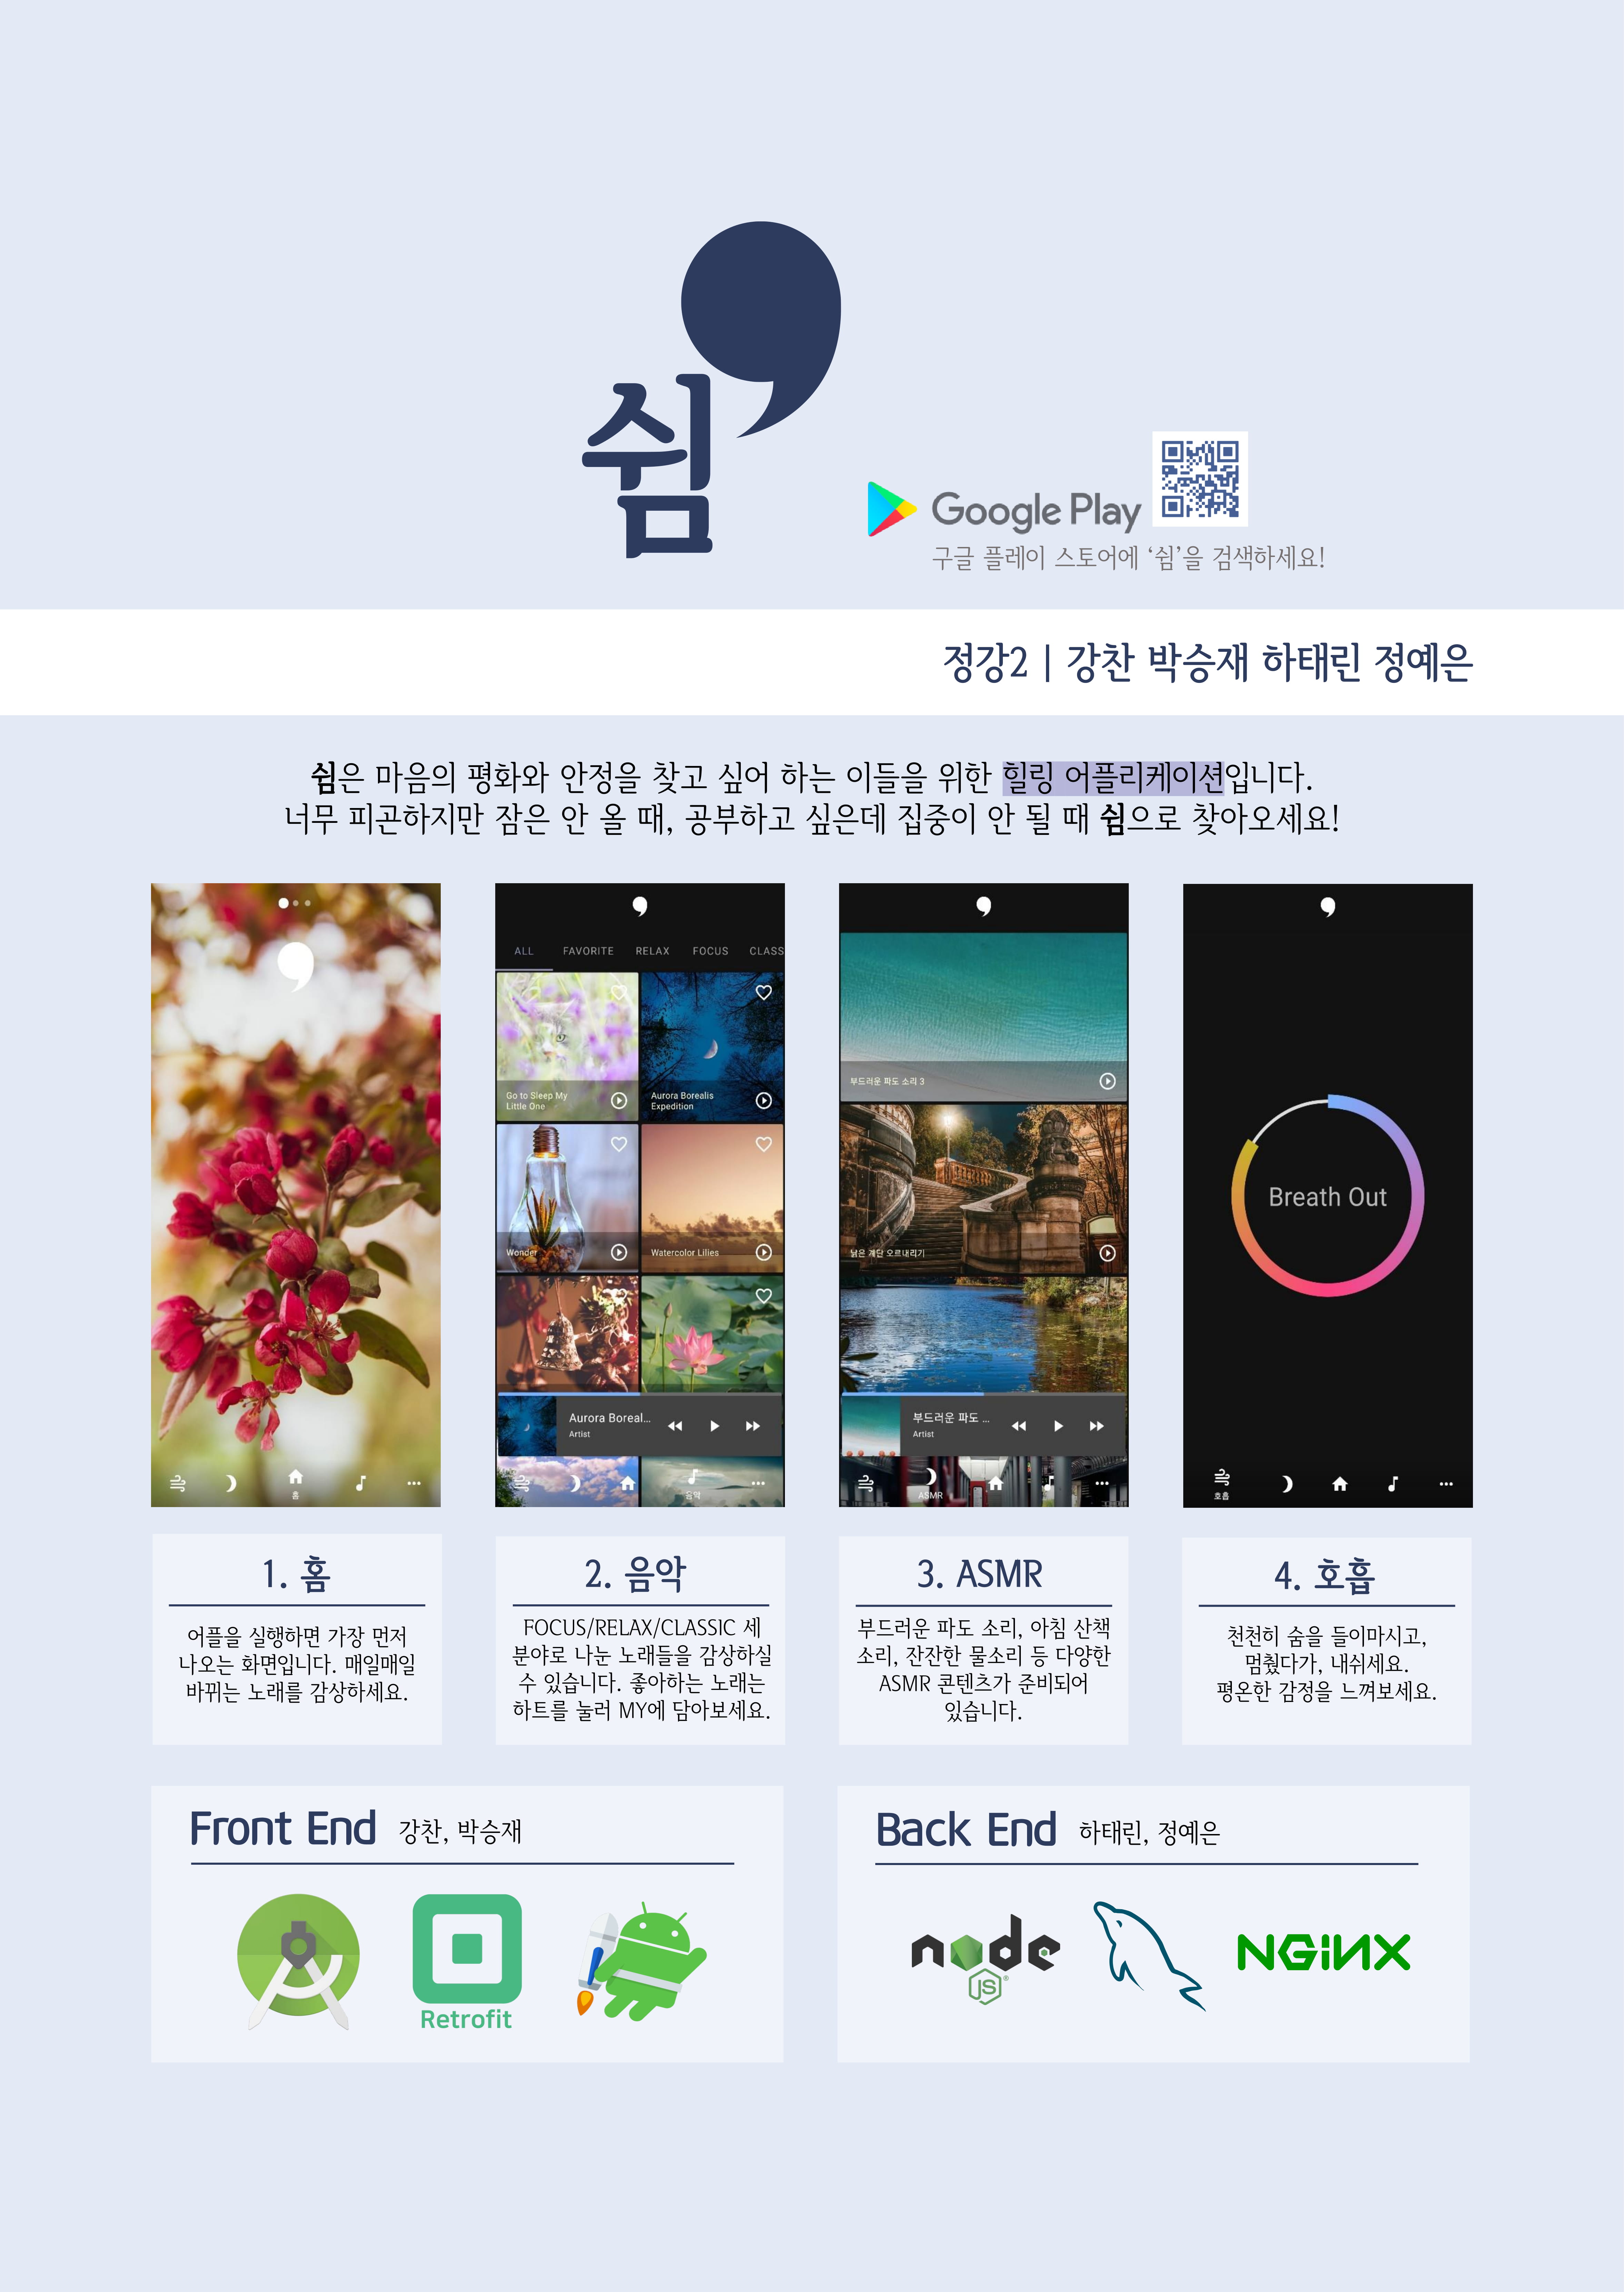 쉼
Google Play
구글 플레이 스토어에 ‘쉼’을 검색하세요!
정강2 | 강찬 박승재 하태린 정예은
쉼은 마음의 평화와 안정을 찾고 싶어 하는 이들을 위한 힐링 어플리케이션입니다.
너무 피곤하지만 잠은 안 올 때, 공부하고 싶은데 집중이 안 될 때 쉼으로 찾아오세요!
홈
ALL FAVORITE RELAX FOCUS CLASS
Go to Sleep My
Little One
Aurora Borealis
Expedition
Wonder
Watercolor Lilies
Aurora Boreal...
Artist
음악
부드러운 파도 소리 3
낡은 계단 오르내리기
부드러운 파도 ...
Artist
ASMR
Breath Out
호흡
1. 홈
어플을 실행하면 가장 먼저
나오는 화면입니다. 매일매일
바뀌는 노래를 감상하세요.
2. 음악
FOCUS/RELAX/CLASSIC 세
분야로 나눈 노래들을 감상하실
수 있습니다. 좋아하는 노래는
하트를 눌러 MY에 담아보세요.
3. ASMR
부드러운 파도 소리, 아침 산책
소리, 잔잔한 물소리 등 다양한
ASMR 콘텐츠가 준비되어
있습니다.
4. 호흡
천천히 숨을 들이마시고,
멈췄다가, 내쉬세요.
평온한 감정을 느껴보세요.
Front End 강찬, 박승재
Retrofit
Back End 하태린, 정예은
node
JS
NGINX